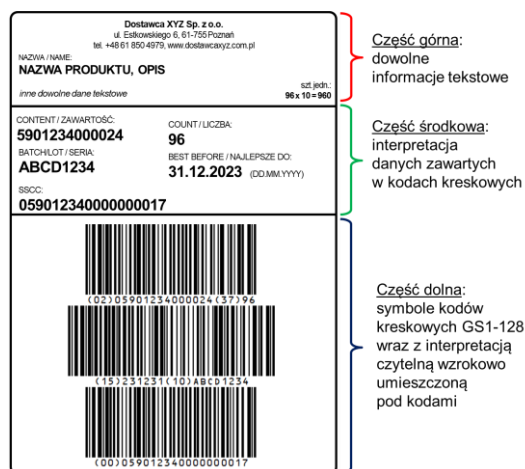 Dostawca XYZ Sp. z o.o.
ul. Estkowskiego 6, 61-755 Poznań
tel. +48 61 850 4979, www.dostawcaxyz.com.pl
NAZWA / NAME:
NAZWA PRODUKTU, OPIS
inne dowolne dane tekstowe
szt.jedn.:
96 x 10 = 960
CONTENT / ZAWARTOŚĆ:
5901234000024
COUNT / LICZBA:
96
BATCH/LOT / SERIA:
ABCD1234
BEST BEFORE / NAJLEPSZE DO:
31.12.2023 (DD.MM.YYYY)
SSCC:
059012340000000017
(02)05901234000024(37)96
(15)231231(10)ABCD1234
(00)059012340000000017
Część górna:
dowolne
informacje tekstowe
Część środkowa:
interpretacja
danych zawartych
w kodach kreskowych
Część dolna:
symbole kodów
kreskowych GS1-128
wraz z interpretacją
czytelną wzrokowo
umieszczoną
pod kodami